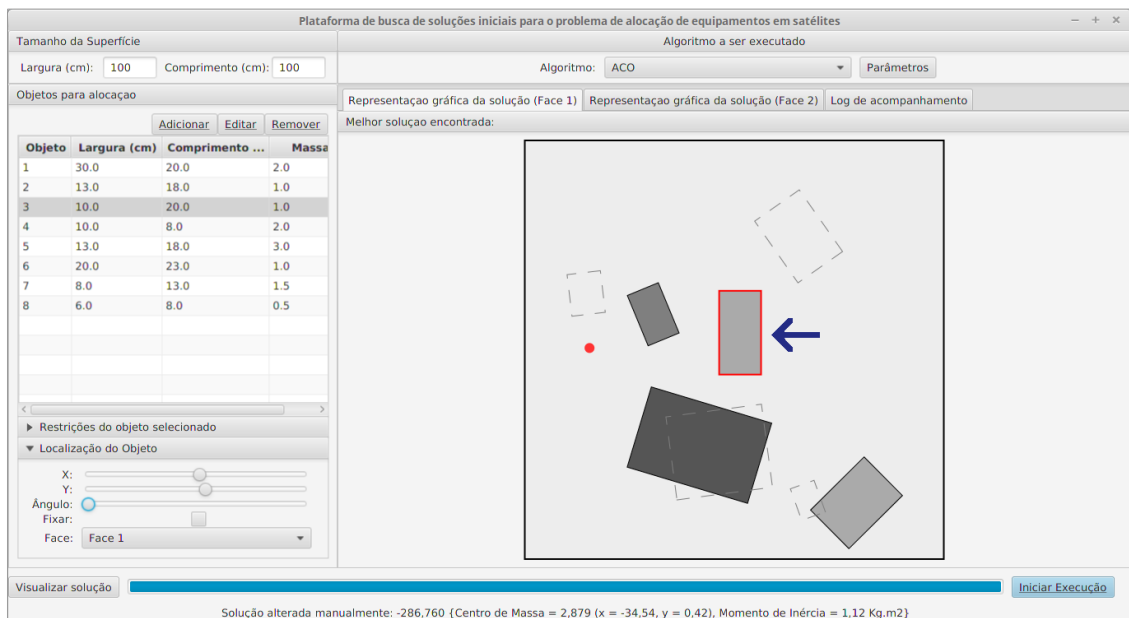 Plataforma de busca de soluções iniciais para o problema de alocação de equipamentos em satélites
Tamanho da Superfície
Algoritmo a ser executado
Largura (cm): 100 Comprimento (cm): 100
Algoritmo: ACO Parâmetros
Objetos para alocaçao
Representaçao gráfica da solução (Face 1) Representaçao gráfica da solução (Face 2) Log de acompanhamento
Adicionar Editar Remover
Melhor soluçao encontrada:
Objeto Largura (cm) Comprimento ... Massa
1 30.0 20.0 2.0
2 13.0 18.0 1.0
3 10.0 20.0 1.0
4 10.0 8.0 2.0
5 13.0 18.0 3.0
6 20.0 23.0 1.0
7 8.0 13.0 1.5
8 6.0 8.0 0.5
Restrições do objeto selecionado
Localização do Objeto
X:
Y:
Ângulo:
Fixar:
Face: Face 1
Visualizar solução Iniciar Execução
Solução alterada manualmente: -286,760 {Centro de Massa = 2,879 (x = -34,54, y = 0,42), Momento de Inércia = 1,12 Kg.m2}